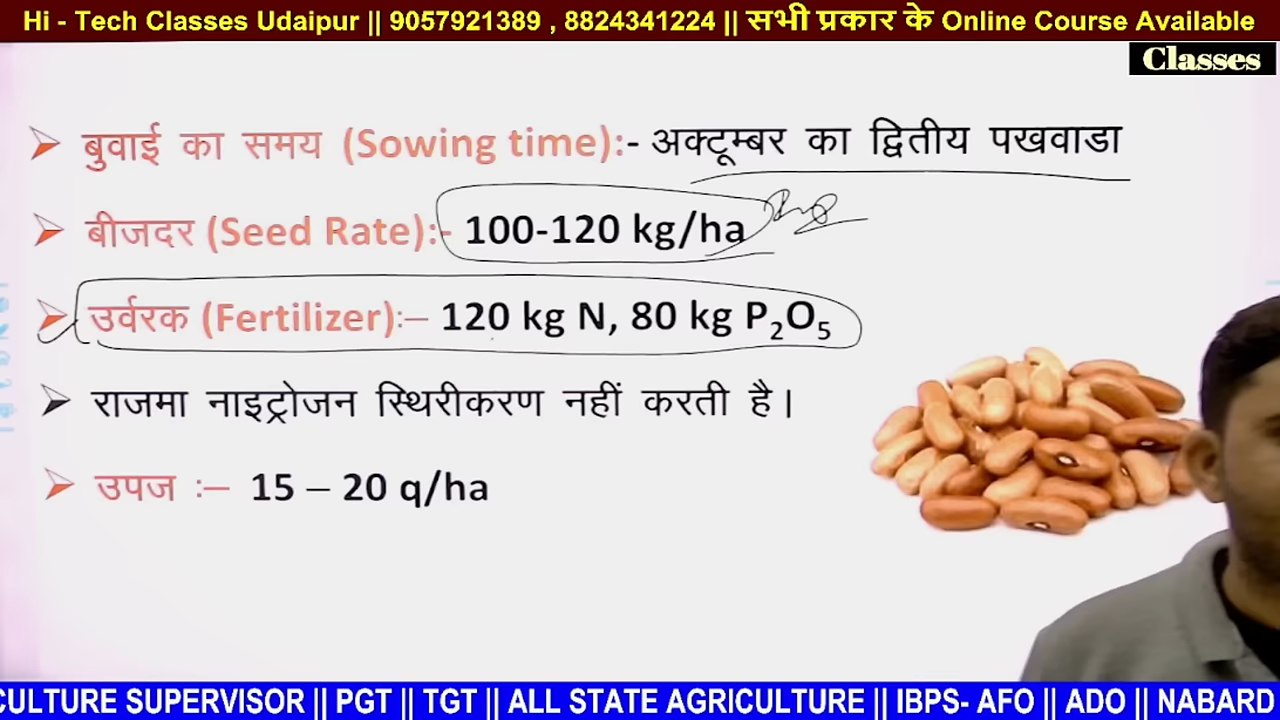 Hi - Tech Classes Udaipur || 9057921389 , 8824341224 || सभी प्रकार के Online Course Available
Classes
बुवाई का समय (Sowing time):- अक्टूम्बर का द्वितीय पखवाडा
बीजदर (Seed Rate):- 100-120 kg/ha
उर्वरक (Fertilizer):– 120 kg N, 80 kg P₂O₅
राजमा नाइट्रोजन स्थिरीकरण नहीं करती है।
उपज :– 15 – 20 q/ha
CULTURE SUPERVISOR || PGT || TGT || ALL STATE AGRICULTURE || IBPS- AFO || ADO || NABARD